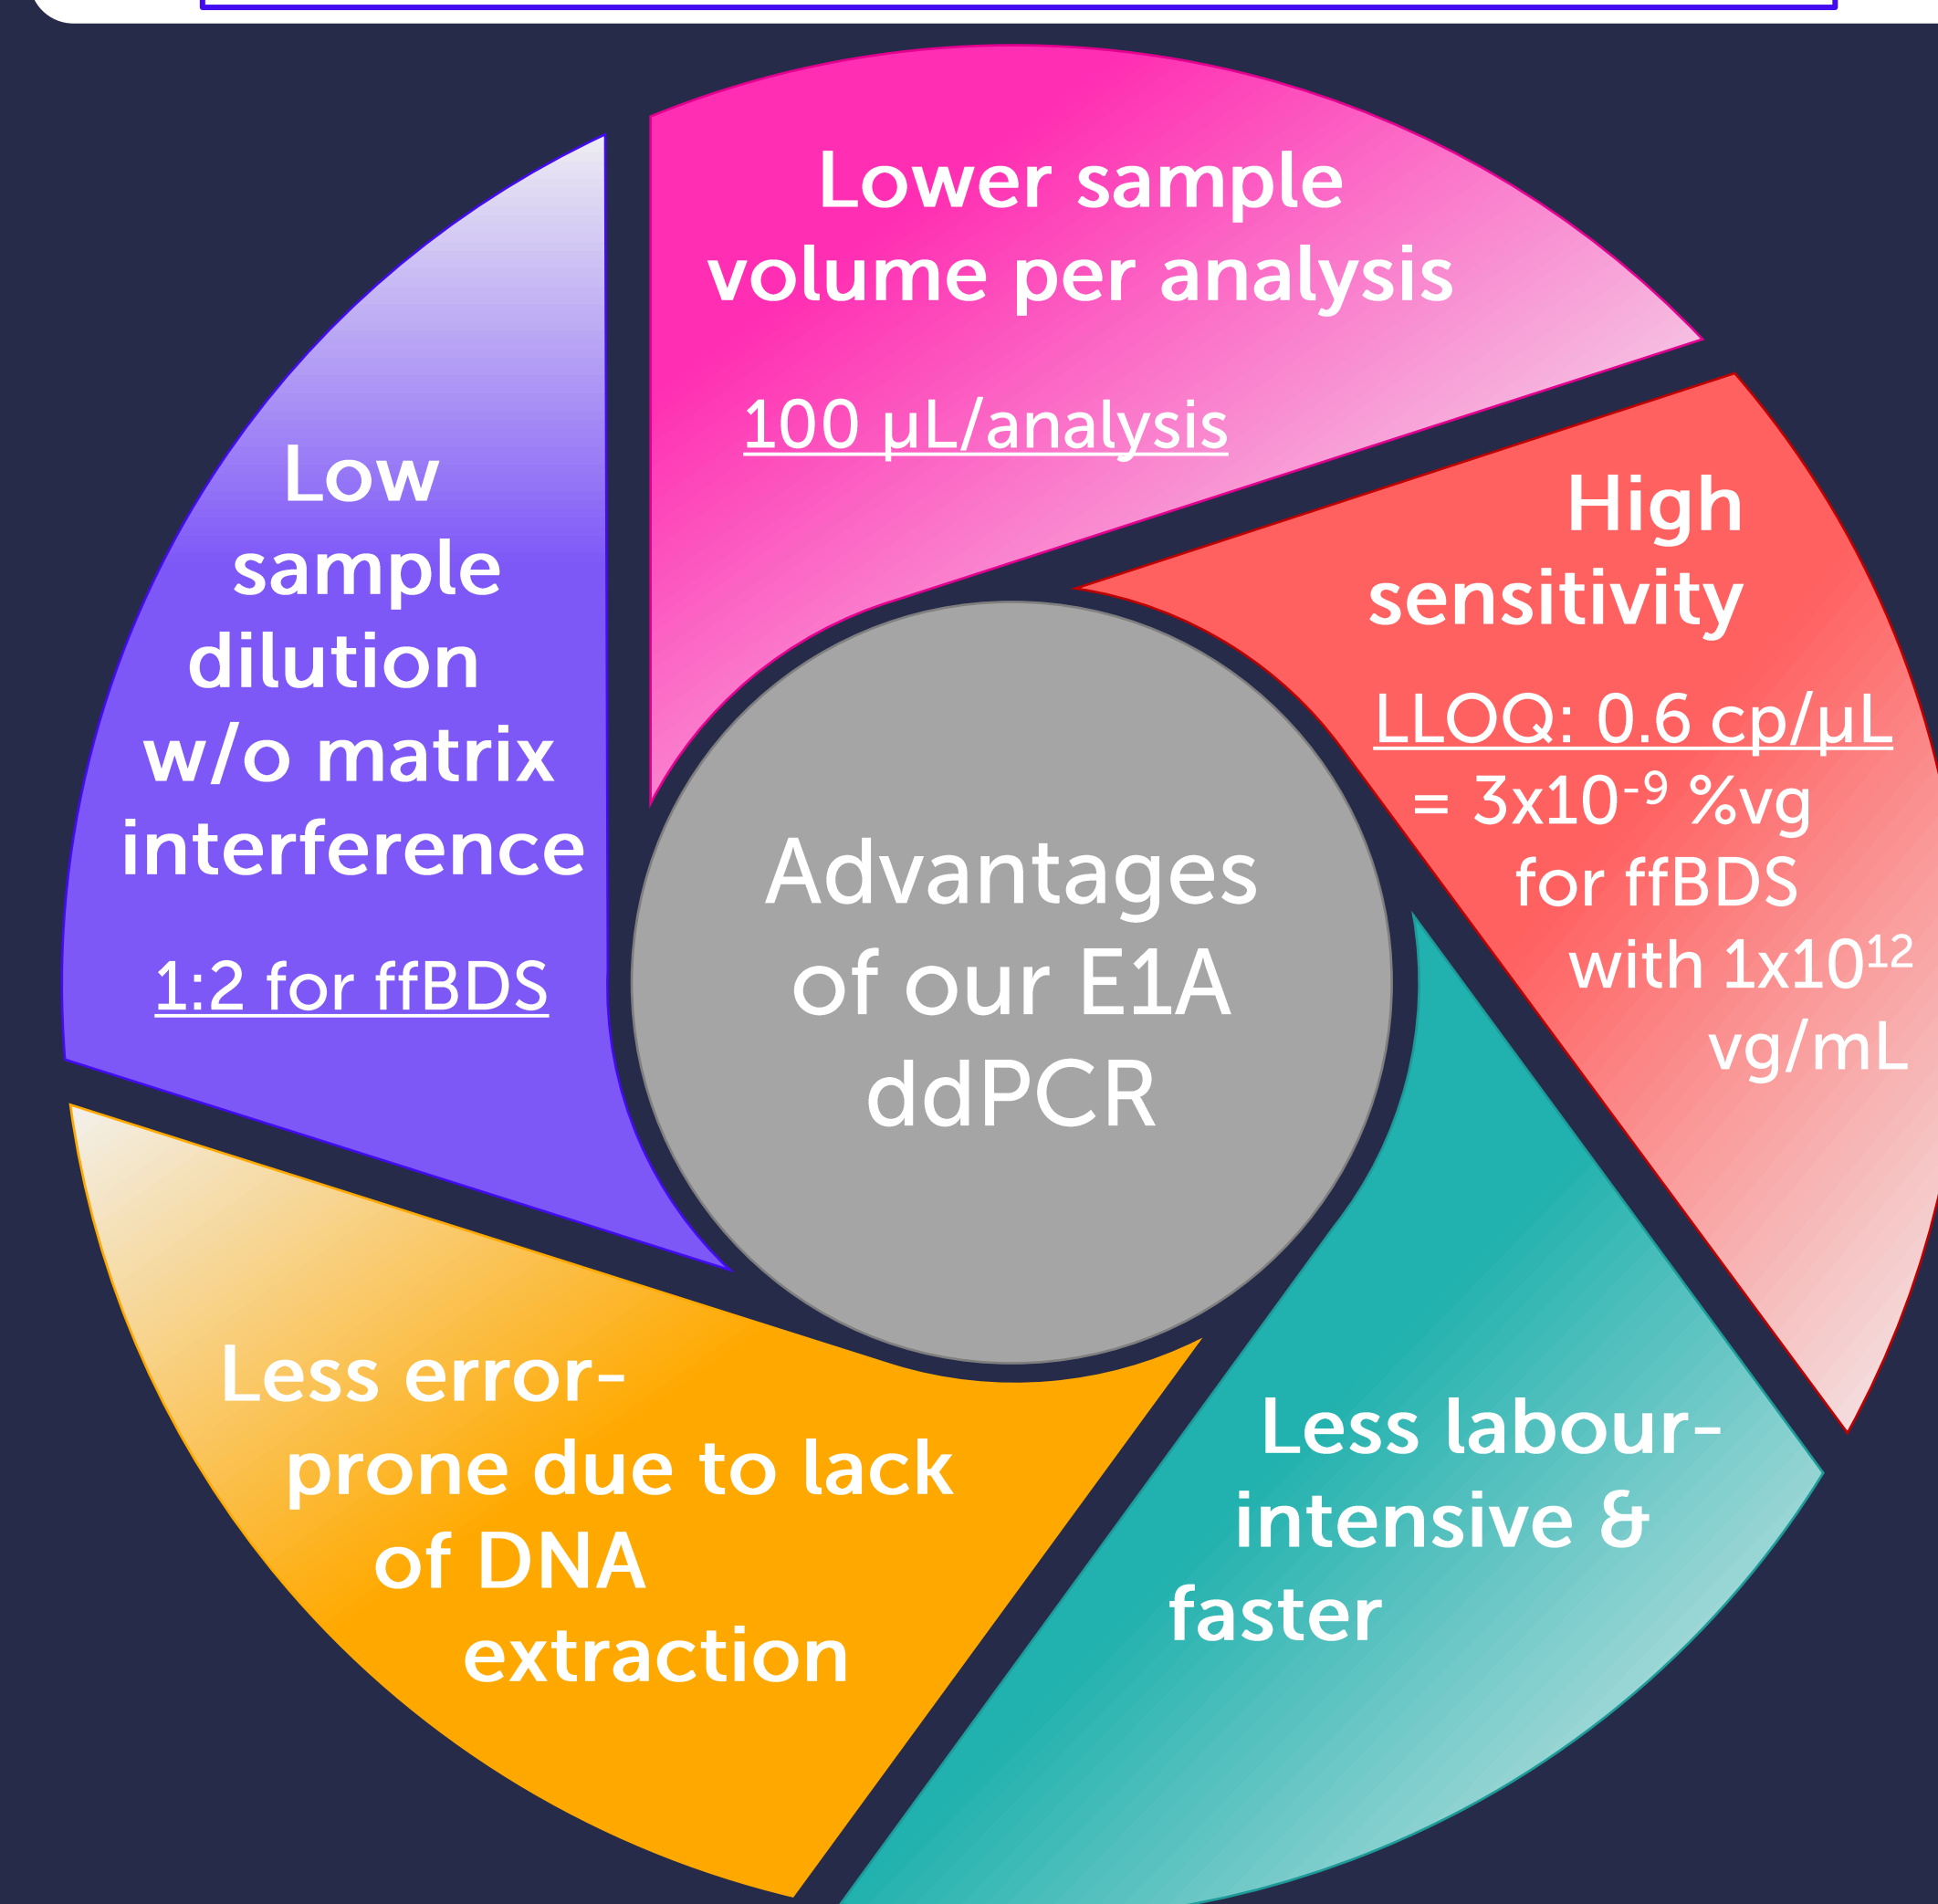 Lower sample
volume per analysis
100 µL/analysis
High
sensitivity
LLOQ: 0.6 cp/µL
= 3x10⁻⁹ %vg
for ffBDS
with 1x10¹²
vg/mL
Less labour-
intensive &
faster
Less error-
prone due to lack
of DNA
extraction
Low
sample
dilution
w/o matrix
interference
1:2 for ffBDS
Advantages
of our E1A
ddPCR